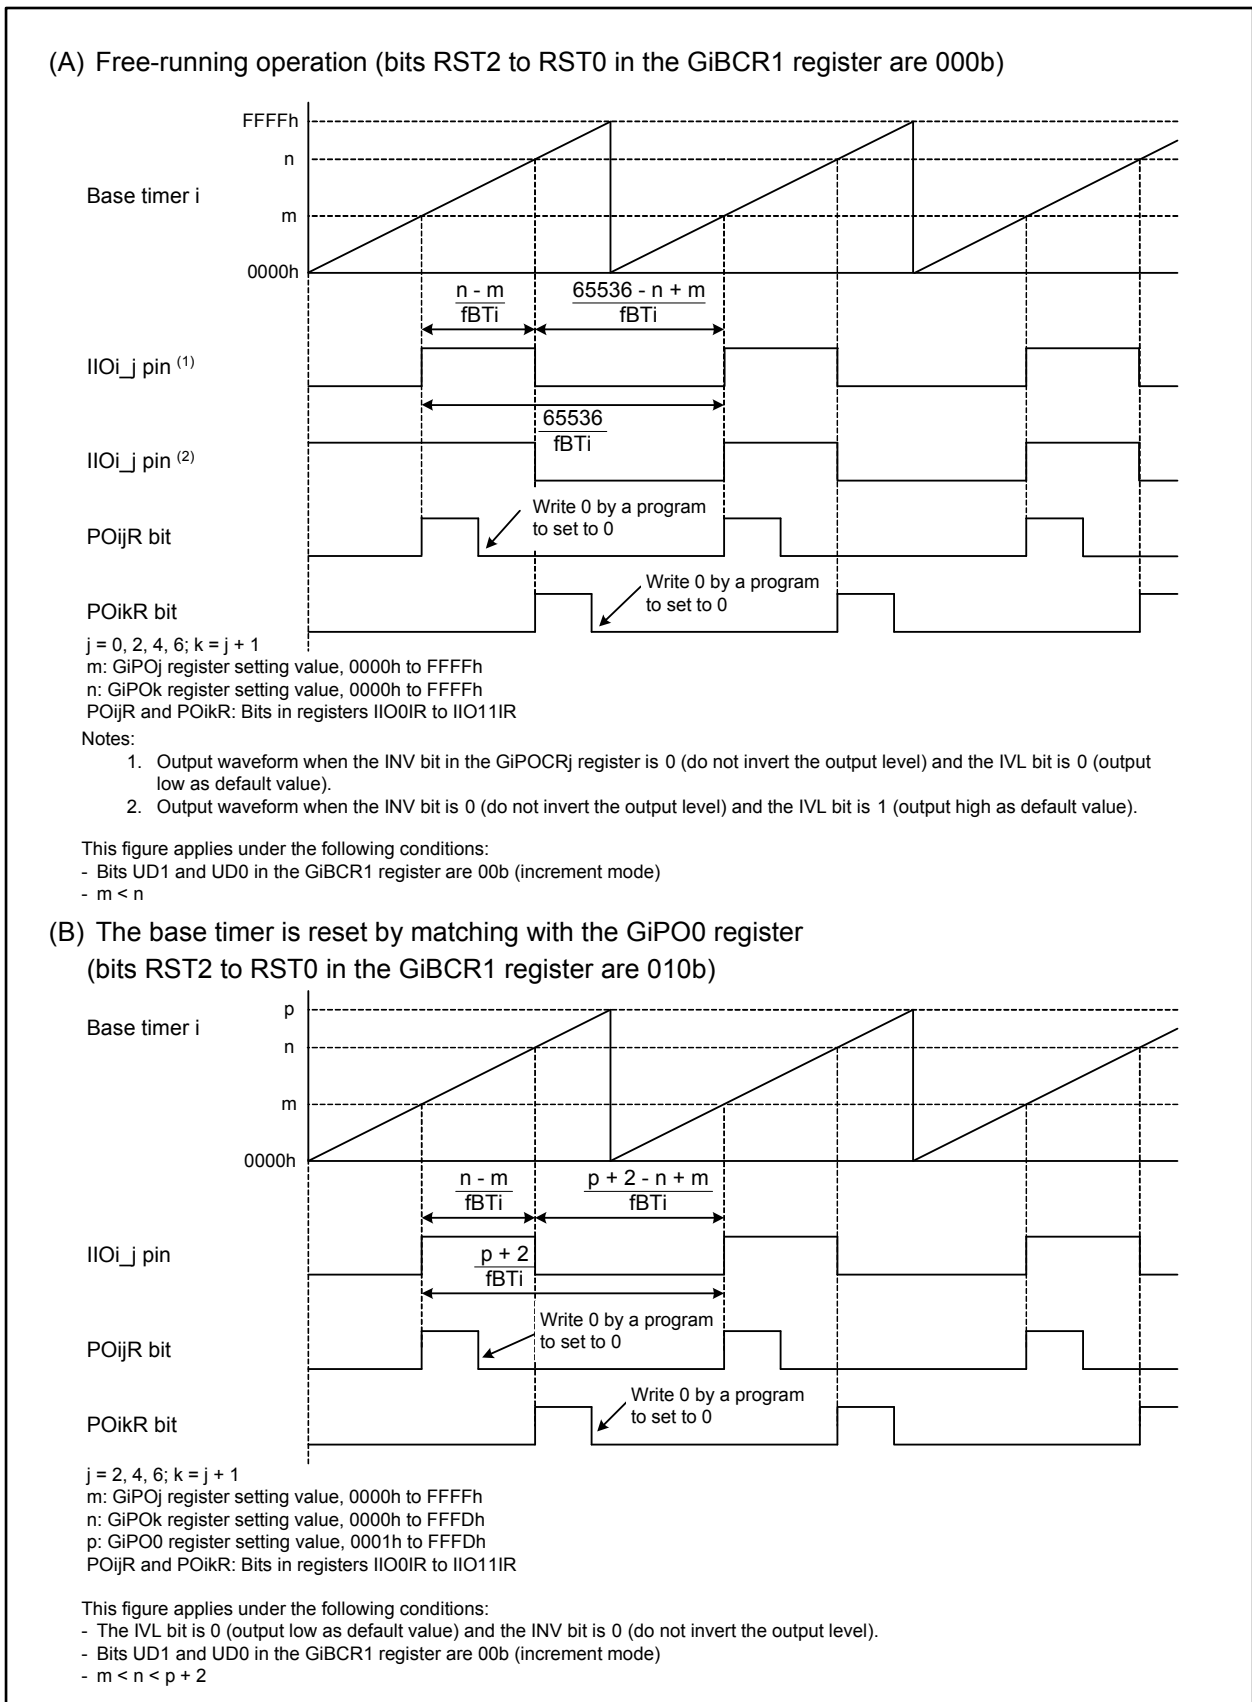 (A) Free-running operation (bits RST2 to RST0 in the GiBCR1 register are 000b)
FFFFh
n
Base timer i
m
0000h
n - m
fBTi
65536 - n + m
fBTi
IIOi_j pin (1)
65536
fBTi
IIOi_j pin (2)
Write 0 by a program
to set to 0
POijR bit
Write 0 by a program
to set to 0
POikR bit
j = 0, 2, 4, 6; k = j + 1
m: GiPOj register setting value, 0000h to FFFFh
n: GiPOk register setting value, 0000h to FFFFh
POijR and POikR: Bits in registers IIO0IR to IIO11IR
Notes:
1. Output waveform when the INV bit in the GiPOCRj register is 0 (do not invert the output level) and the IVL bit is 0 (output
low as default value).
2. Output waveform when the INV bit is 0 (do not invert the output level) and the IVL bit is 1 (output high as default value).
This figure applies under the following conditions:
- Bits UD1 and UD0 in the GiBCR1 register are 00b (increment mode)
- m < n
(B) The base timer is reset by matching with the GiPO0 register
(bits RST2 to RST0 in the GiBCR1 register are 010b)
p
Base timer i
n
m
0000h
n - m
fBTi
p + 2 - n + m
fBTi
IIOi_j pin
p + 2
fBTi
Write 0 by a program
to set to 0
POijR bit
Write 0 by a program
to set to 0
POikR bit
j = 2, 4, 6; k = j + 1
m: GiPOj register setting value, 0000h to FFFFh
n: GiPOk register setting value, 0000h to FFFDh
p: GiPO0 register setting value, 0001h to FFFDh
POijR and POikR: Bits in registers IIO0IR to IIO11IR
This figure applies under the following conditions:
- The IVL bit is 0 (output low as default value) and the INV bit is 0 (do not invert the output level).
- Bits UD1 and UD0 in the GiBCR1 register are 00b (increment mode)
- m < n < p + 2